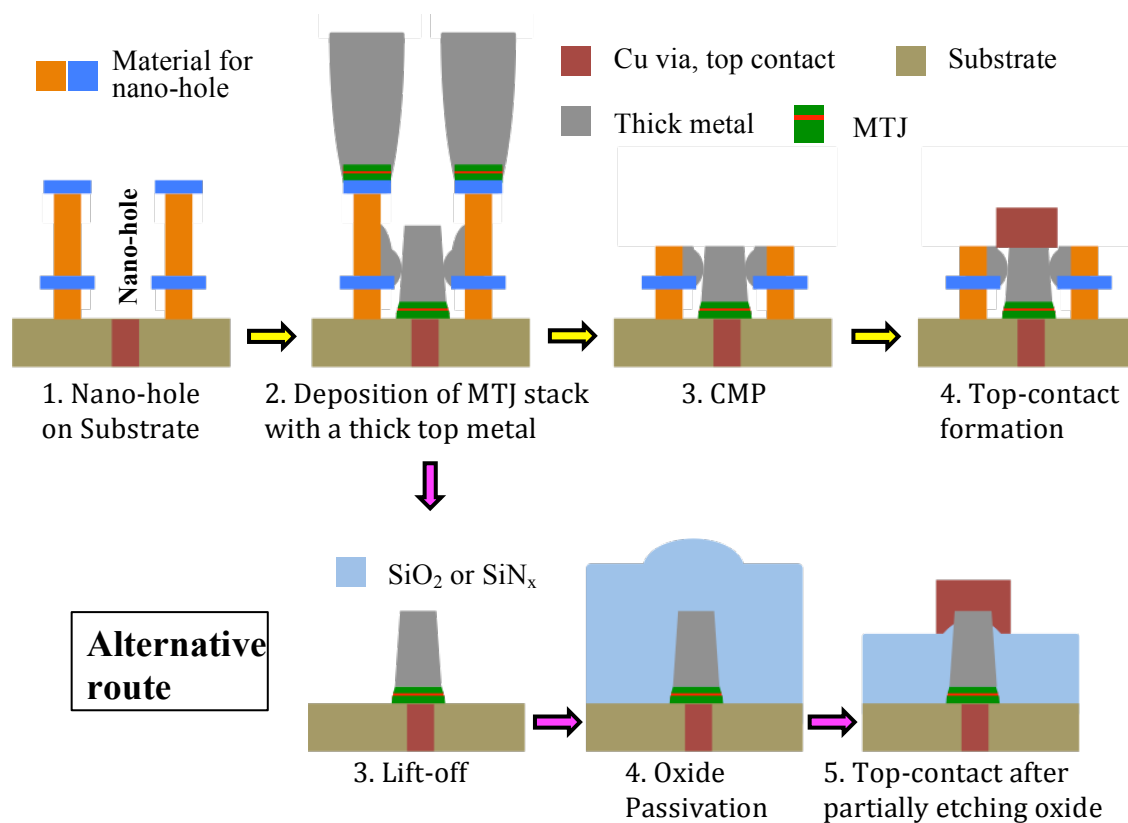 Material for
nano-hole
Cu via, top contact
Substrate
Thick metal
MTJ
Nano-hole
1. Nano-hole
on Substrate
2. Deposition of MTJ stack
with a thick top metal
3. CMP
4. Top-contact
formation
SiO₂ or SiNₓ
Alternative
route
3. Lift-off
4. Oxide
Passivation
5. Top-contact after
partially etching oxide